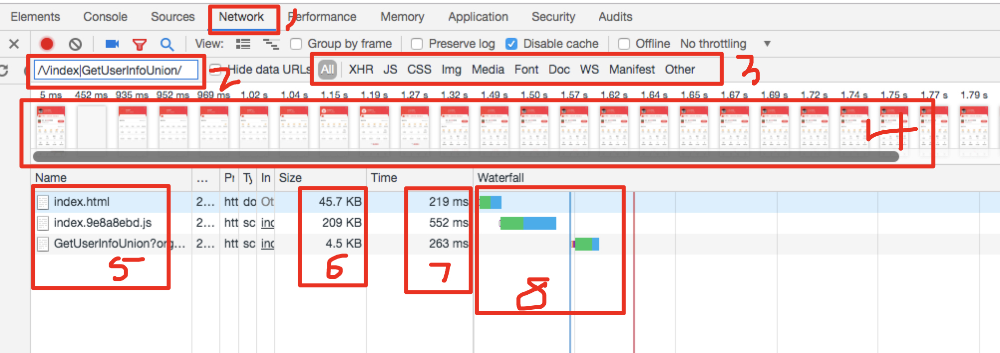 Elements Console Sources Network Performance Memory Application Security Audits
1
View: Group by frame Preserve log Disable cache Offline No throttling
/\/index|GetUserInfoUnion/ Hide data URLs All XHR JS CSS Img Media Font Doc WS Manifest Other
2 3
5 ms 452 ms 935 ms 952 ms 969 ms 1.02 s 1.04 s 1.15 s 1.19 s 1.27 s 1.32 s 1.49 s 1.50 s 1.57 s 1.62 s 1.64 s 1.65 s 1.67 s 1.69 s 1.72 s 1.74 s 1.75 s 1.77 s 1.79 s
4
Name ... Pr Ty In Size Time Waterfall
index.html 2... htt do Ot 45.7 KB 219 ms
index.9e8a8ebd.js 2... htt sc inc 209 KB 552 ms
GetUserInfoUnion?org... 2... htt sc inc 4.5 KB 263 ms
5 6 7 8